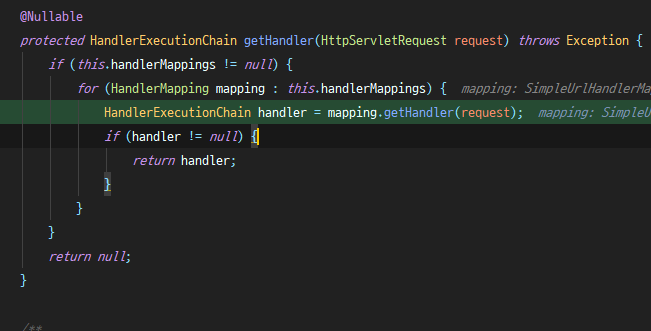 @Nullable
protected HandlerExecutionChain getHandler(HttpServletRequest request) throws Exception {
if (this.handlerMappings != null) {
for (HandlerMapping mapping : this.handlerMappings) { mapping: SimpleUrlHandlerMa
HandlerExecutionChain handler = mapping.getHandler(request); mapping: SimpleU
if (handler != null) {
return handler;
}
}
}
return null;
}
/**